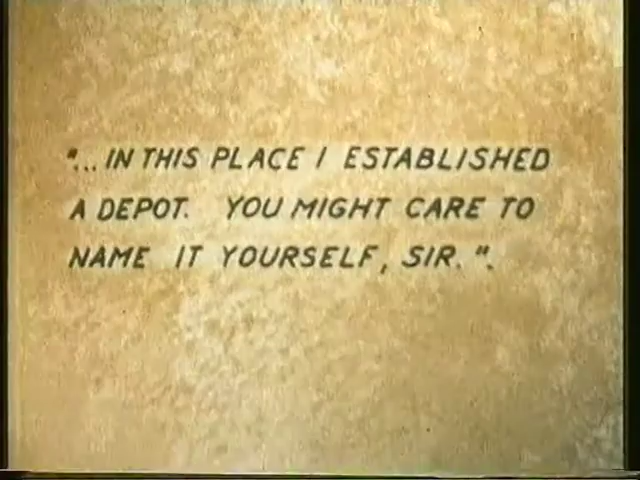 "... IN THIS PLACE I ESTABLISHED
A DEPOT. YOU MIGHT CARE TO
NAME IT YOURSELF, SIR.".